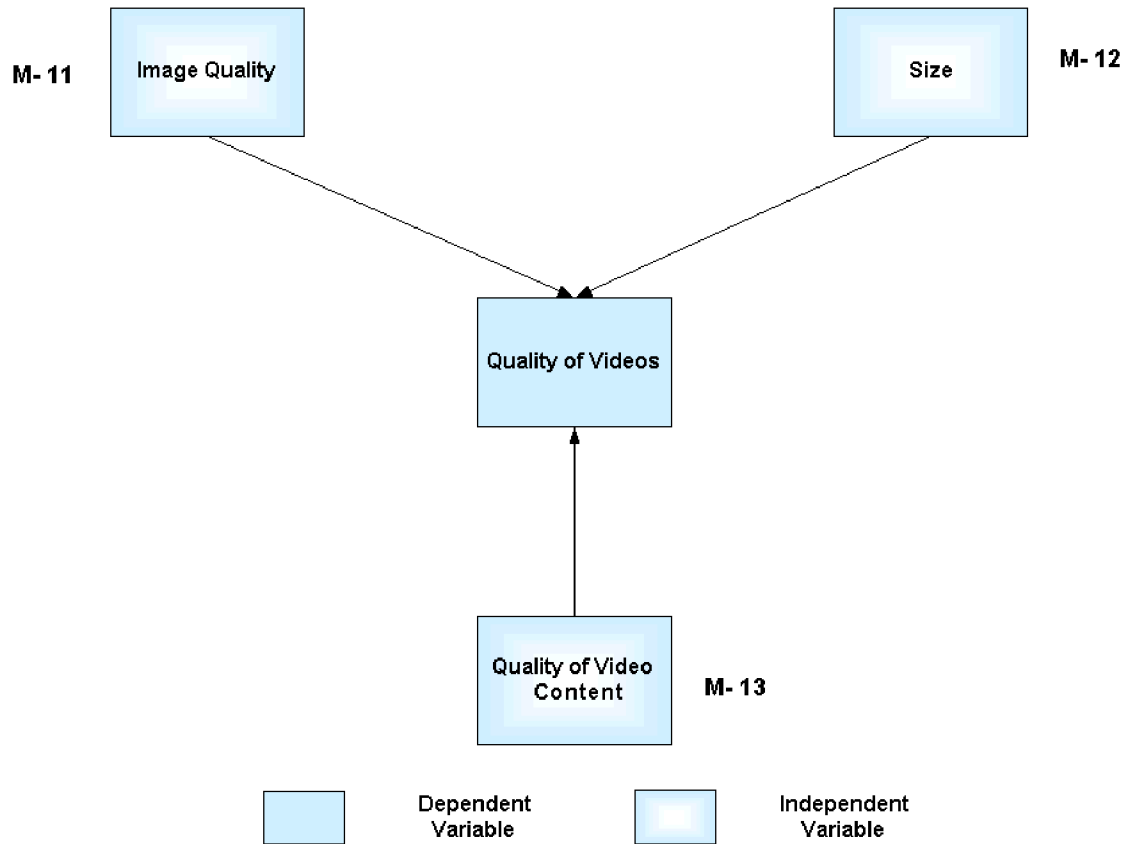 M- 11
Image Quality
Size
M- 12
Quality of Videos
Quality of Video
Content
M- 13
Dependent
Variable
Independent
Variable